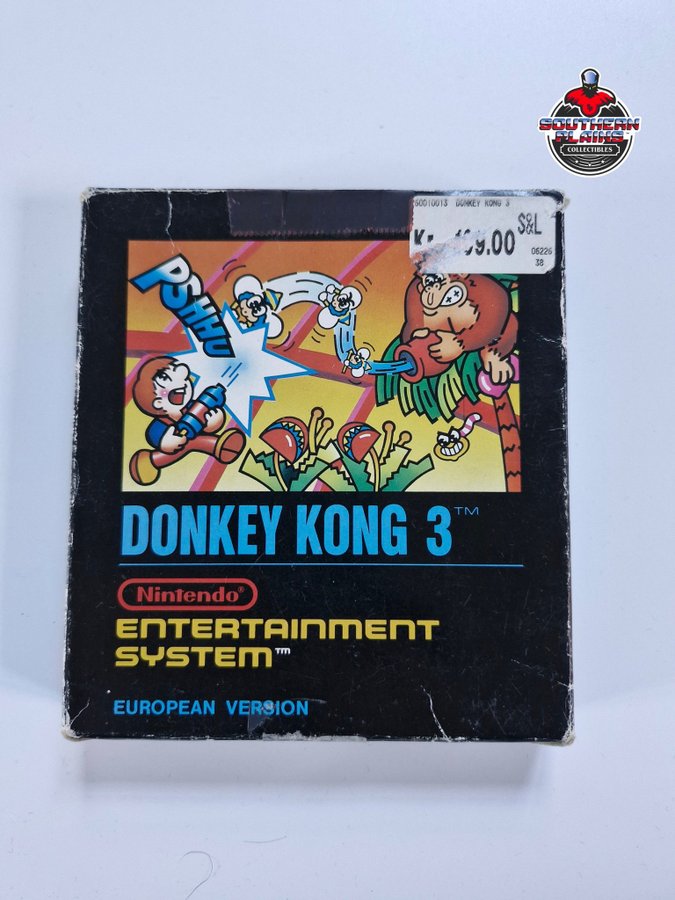 SOUTHERN
PLAINS
COLLECTIBLES
60010013 DONKEY KONG 3
S&L
99.00
06226
38
PSHHU
DONKEY KONG 3™
Nintendo®
ENTERTAINMENT
SYSTEM™
EUROPEAN VERSION